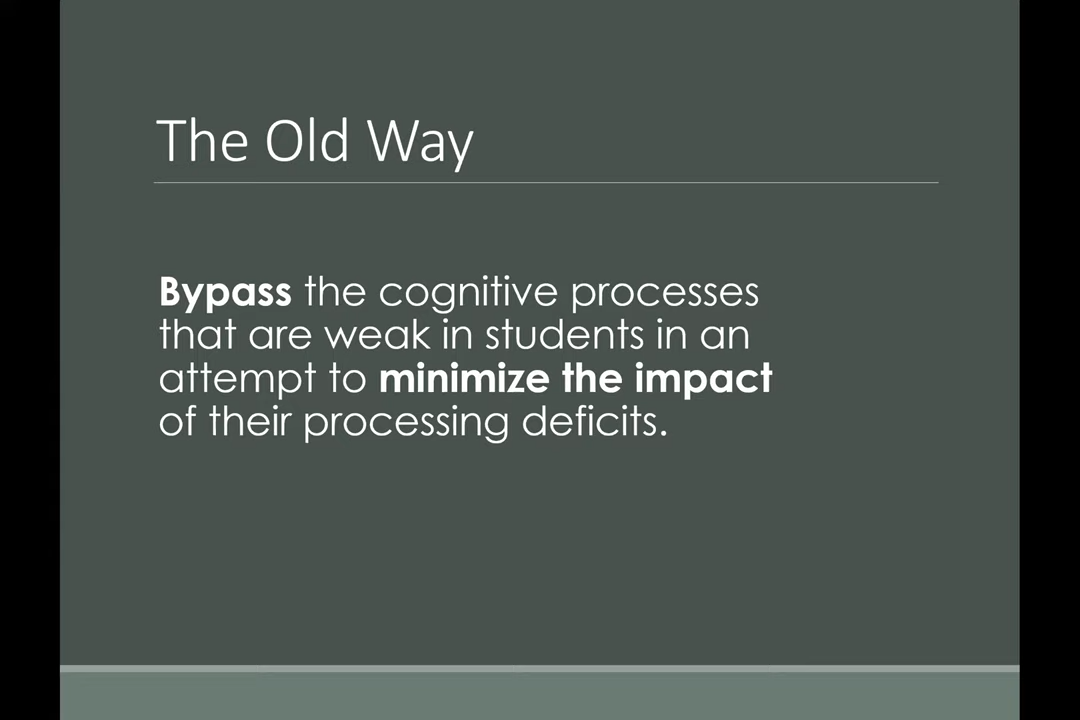 The Old Way
Bypass the cognitive processes
that are weak in students in an
attempt to minimize the impact
of their processing deficits.